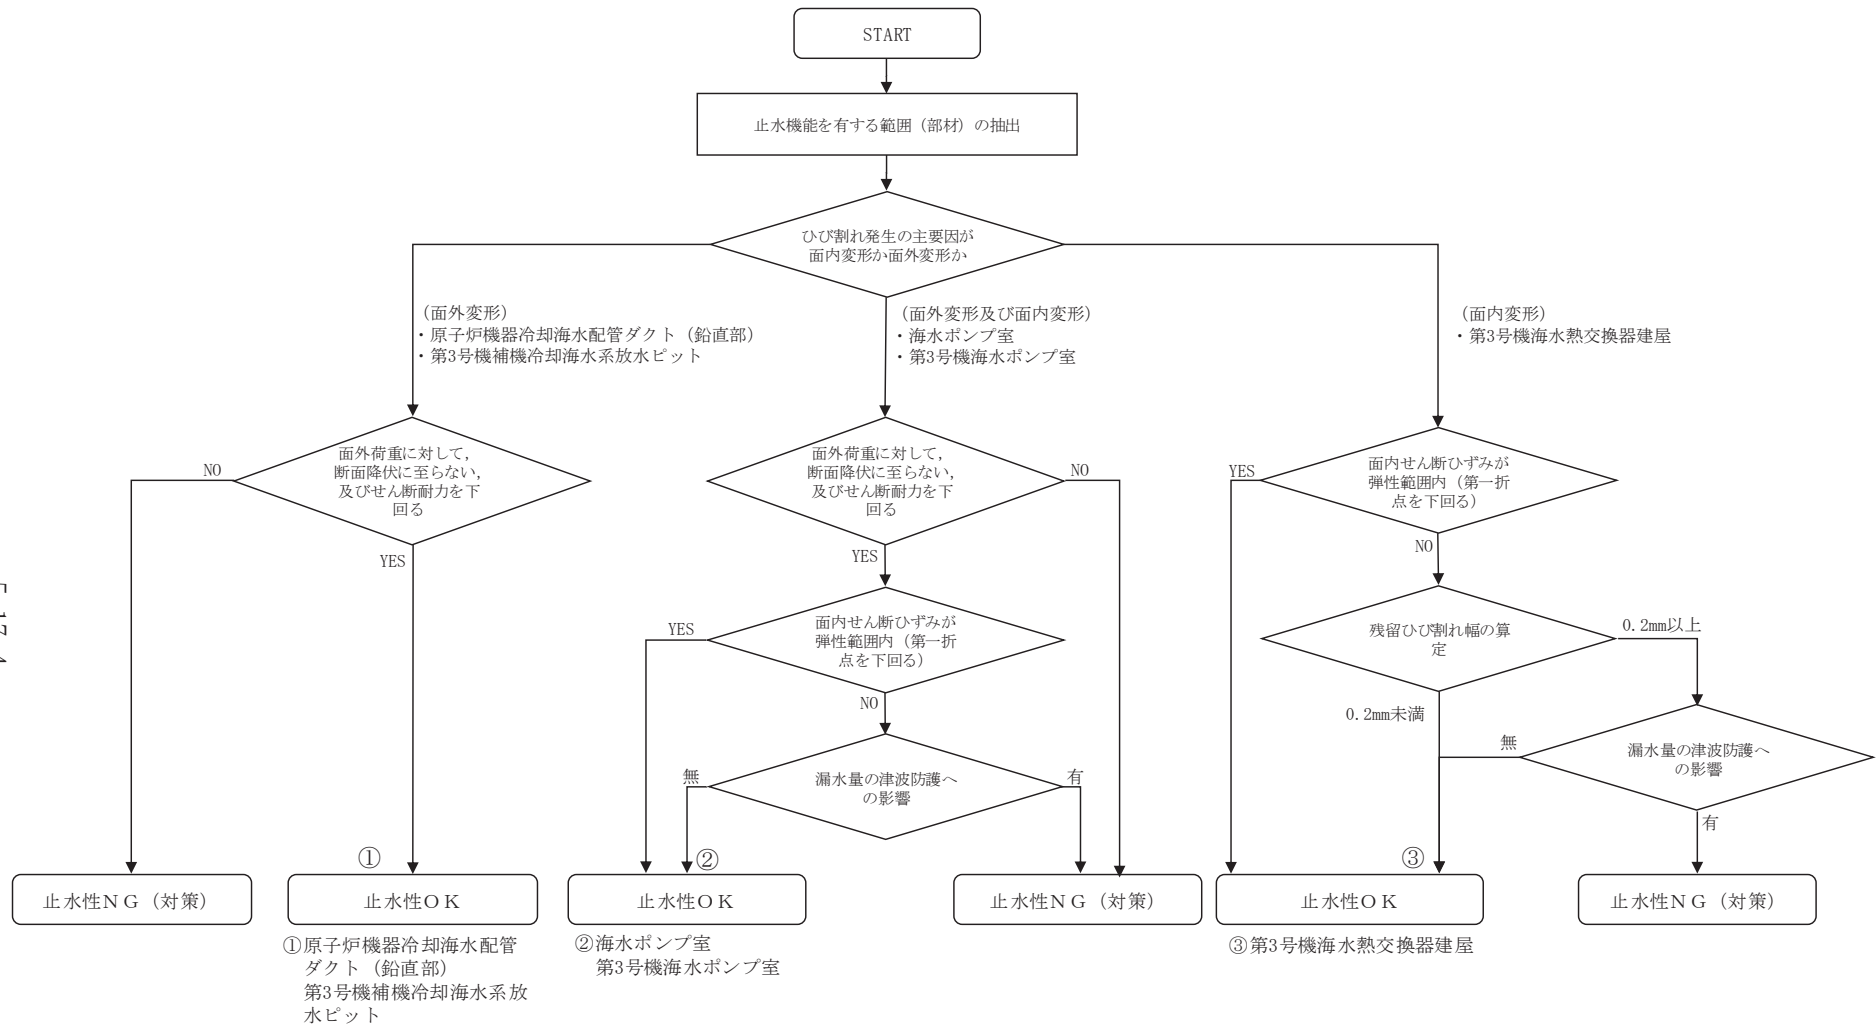 START
止水機能を有する範囲（部材）の抽出
ひび割れ発生の主要因が
面内変形か面外変形か
（面外変形）
・原子炉機器冷却海水配管ダクト（鉛直部）
・第3号機補機冷却海水系放水ピット
（面外変形及び面内変形）
・海水ポンプ室
・第3号機海水ポンプ室
（面内変形）
・第3号機海水熱交換器建屋
面外荷重に対して，
断面降伏に至らない，
及びせん断耐力を下
回る
NO
YES
面外荷重に対して，
断面降伏に至らない，
及びせん断耐力を下
回る
NO
YES
面内せん断ひずみが
弾性範囲内（第一折
点を下回る）
YES
NO
面内せん断ひずみが
弾性範囲内（第一折
点を下回る）
YES
NO
残留ひび割れ幅の算
定
0.2mm以上
0.2mm未満
漏水量の津波防護へ
の影響
無
有
漏水量の津波防護へ
の影響
無
有
①
②
③
止水性ＮＧ（対策）
止水性ＯＫ
止水性ＯＫ
止水性ＮＧ（対策）
止水性ＯＫ
止水性ＮＧ（対策）
①原子炉機器冷却海水配管
ダクト（鉛直部）
第3号機補機冷却海水系放
水ピット
②海水ポンプ室
第3号機海水ポンプ室
③第3号機海水熱交換器建屋